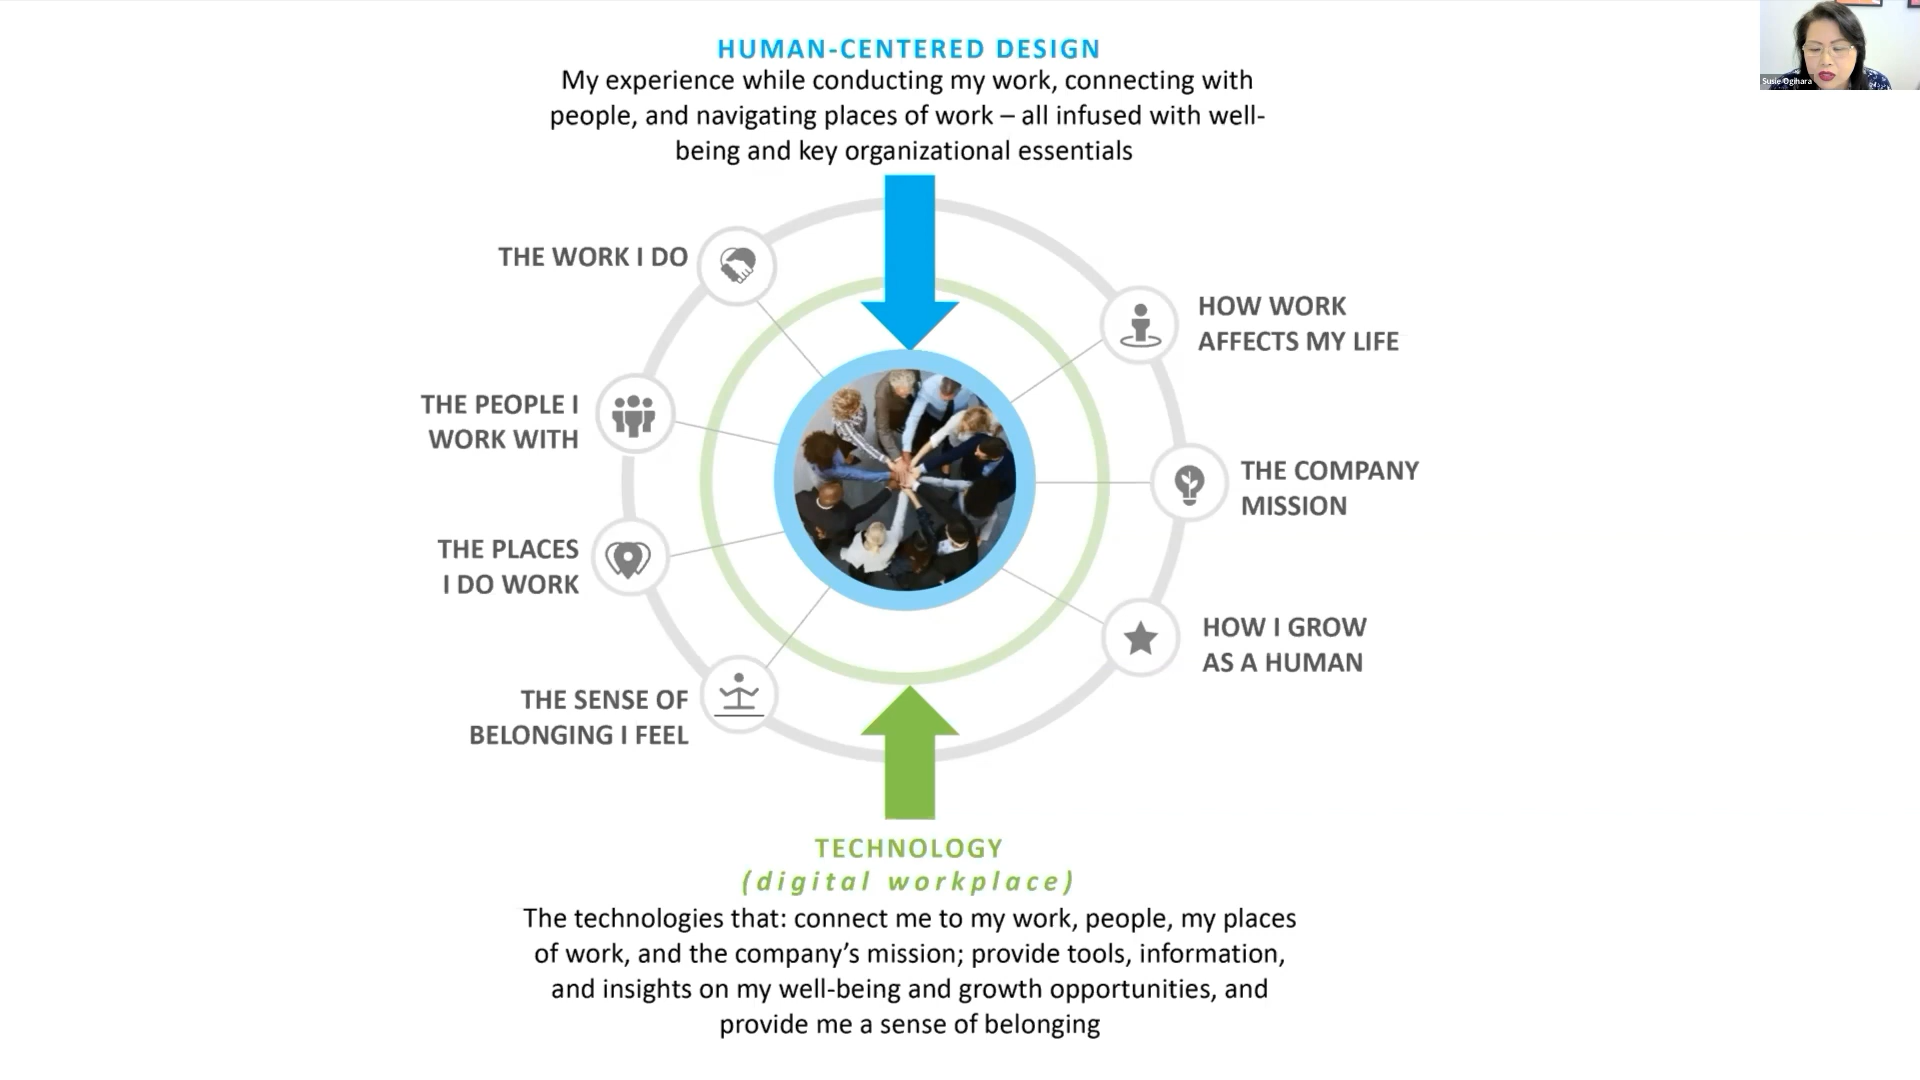 HUMAN-CENTERED DESIGN
My experience while conducting my work, connecting with
people, and navigating places of work – all infused with well-
being and key organizational essentials
THE WORK I DO
THE PEOPLE I
WORK WITH
THE PLACES
I DO WORK
THE SENSE OF
BELONGING I FEEL
HOW WORK
AFFECTS MY LIFE
THE COMPANY
MISSION
HOW I GROW
AS A HUMAN
TECHNOLOGY
(digital workplace)
The technologies that: connect me to my work, people, my places
of work, and the company’s mission; provide tools, information,
and insights on my well-being and growth opportunities, and
provide me a sense of belonging
Susie Ogihara